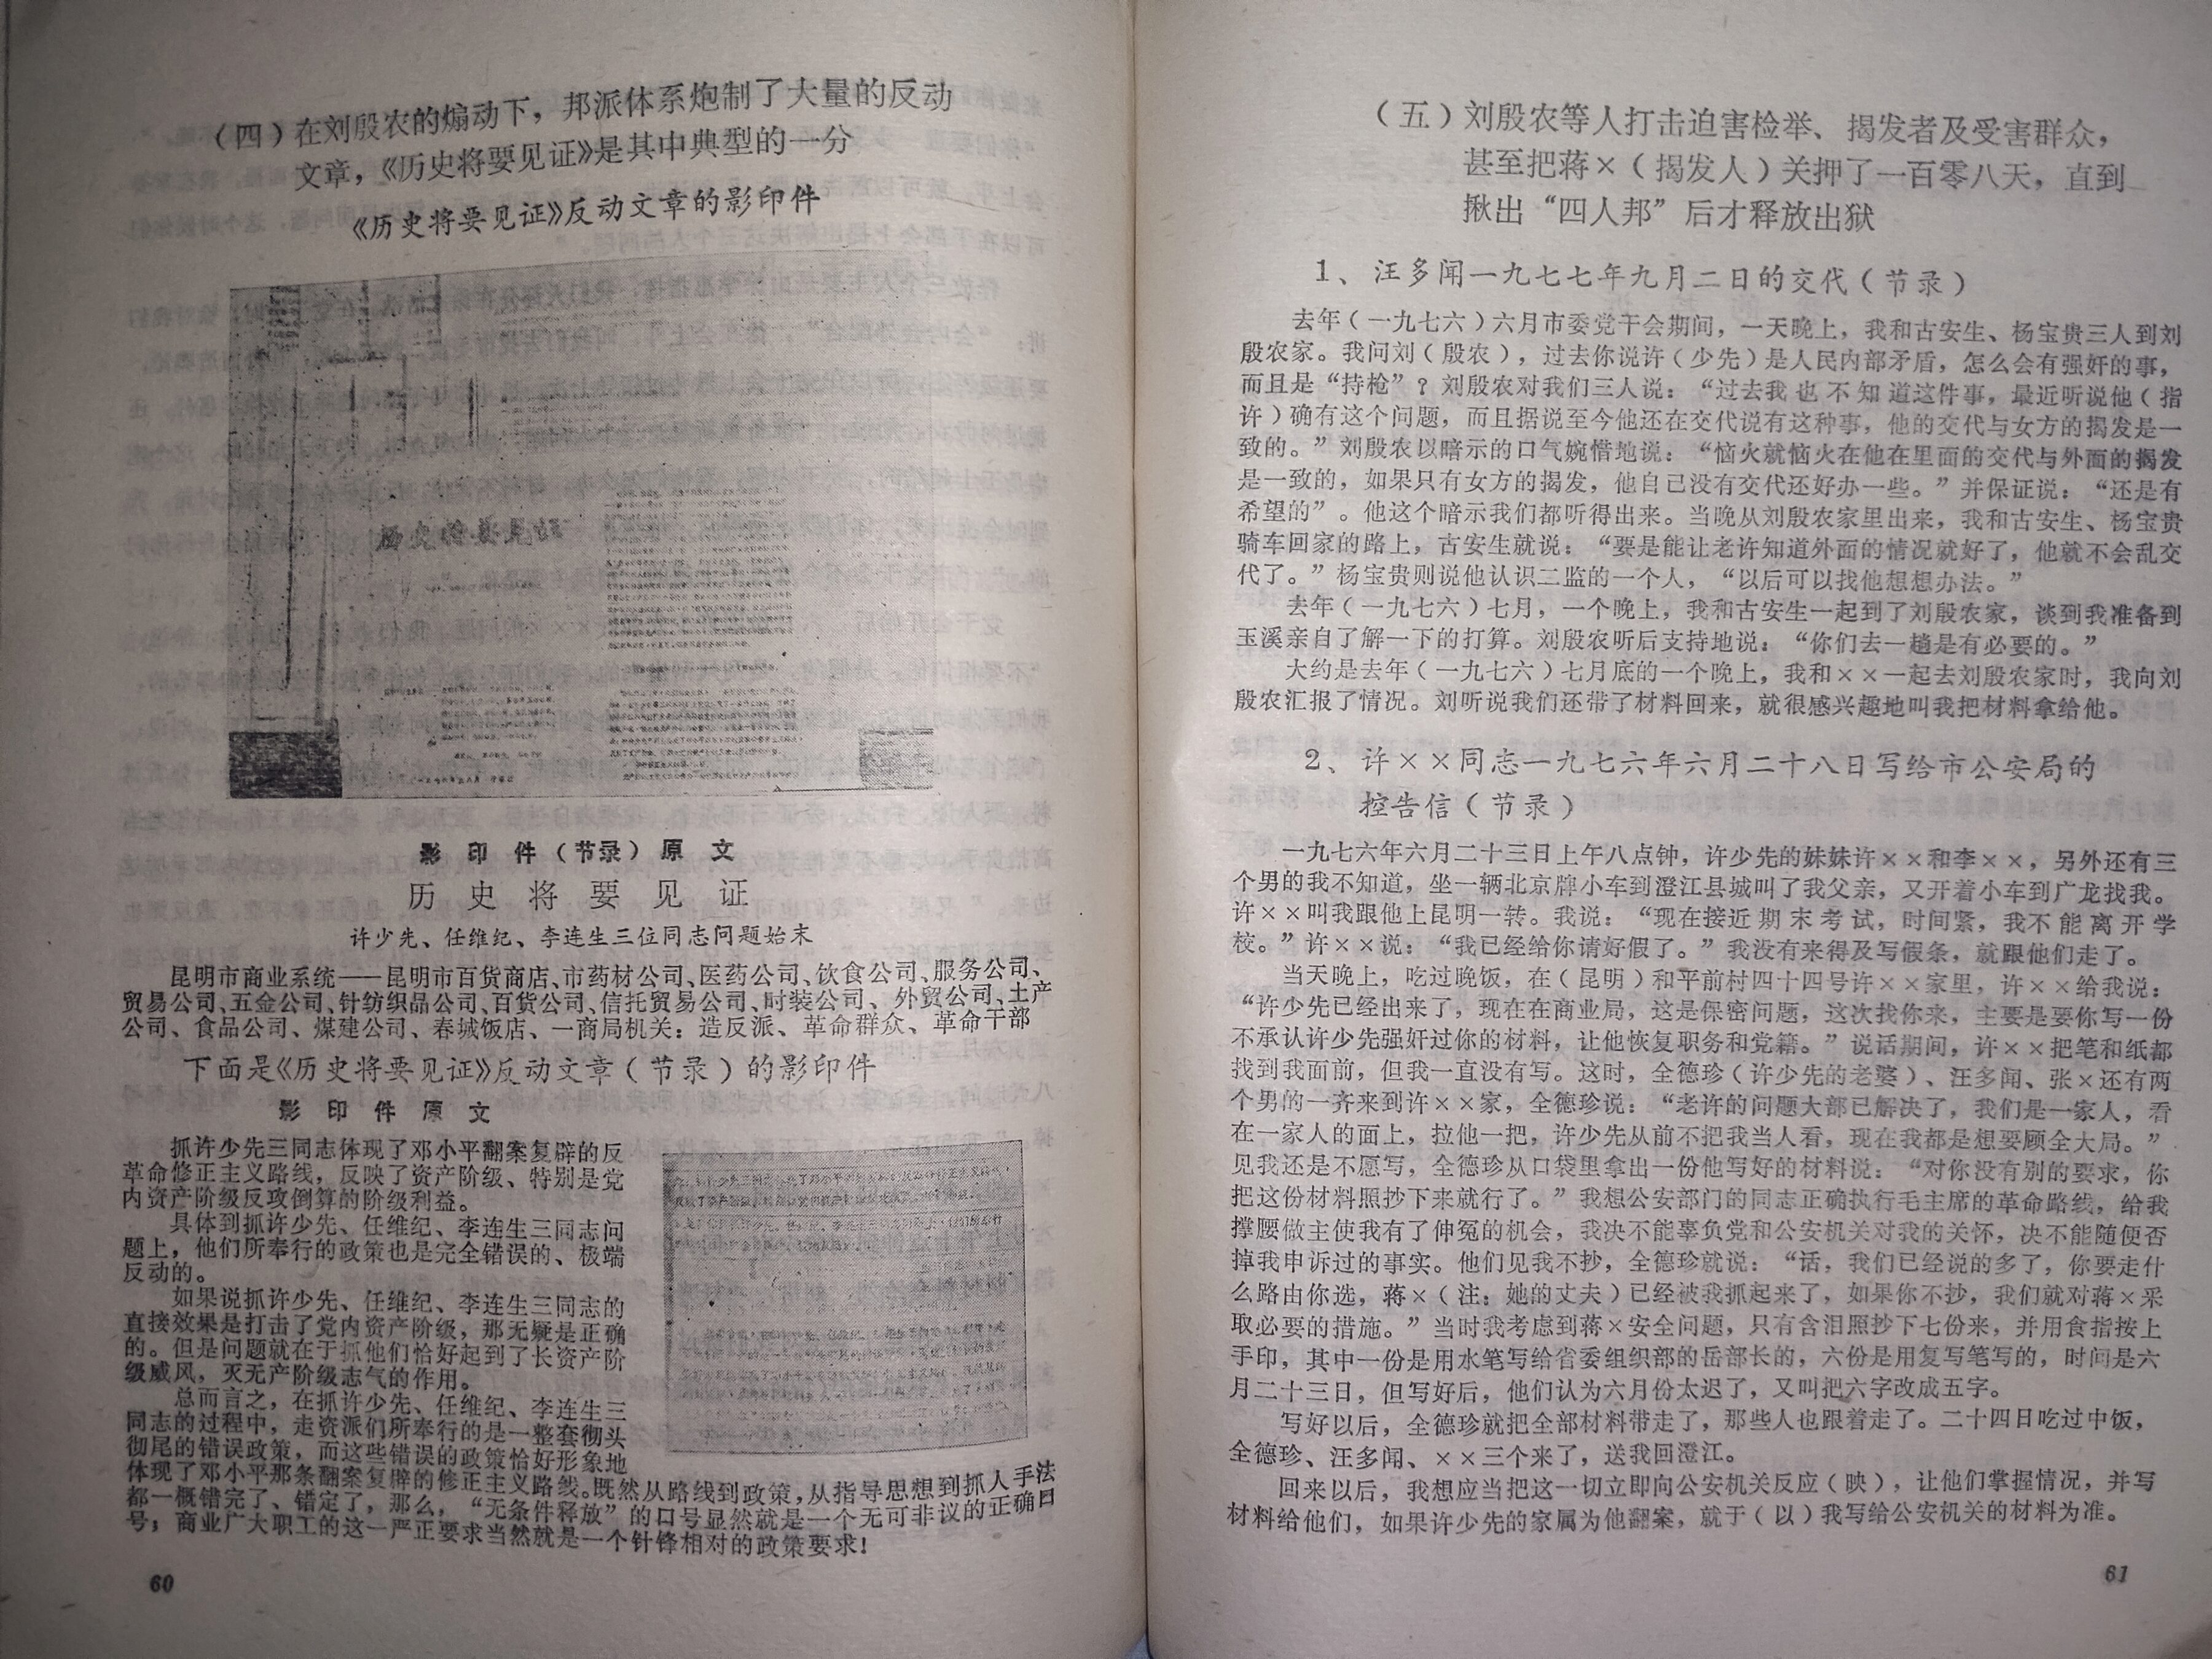 （四）在刘殷农的煽动下，邦派体系炮制了大量的反动
文章，《历史将要见证》是其中典型的一分
《历史将要见证》反动文章的影印件
历史将要见证
影印件（节录）原文
历史将要见证
许少先、任维纪、李连生三位同志问题始末
昆明市商业系统——昆明市百货商店、市药材公司、医药公司、饮食公司、服务公司、
贸易公司、五金公司、针纺织品公司、百货公司、信托贸易公司、时装公司、外贸公司、土产
公司、食品公司、煤建公司、春城饭店、一商局机关：造反派、革命群众、革命干部
下面是《历史将要见证》反动文章（节录）的影印件
影印件原文
抓许少先三同志体现了邓小平翻案复辟的反
革命修正主义路线，反映了资产阶级、特别是党
内资产阶级反攻倒算的阶级利益。
具体到抓许少先、任维纪、李连生三同志问
题上，他们所奉行的政策也是完全错误的、极端
反动的。
如果说抓许少先、任维纪、李连生三同志的
直接效果是打击了党内资产阶级，那无疑是正确
的。但是问题就在于抓他们恰好起到了长资产阶
级威风，灭无产阶级志气的作用。
总而言之，在抓许少先、任维纪、李连生三
同志的过程中，走资派们所奉行的是一整套彻头
彻尾的错误政策，而这些错误的政策恰好形象地
体现了邓小平那条翻案复辟的修正主义路线。既然从路线到政策，从指导思想到抓人手法
都一概错完了、错定了，那么，“无条件释放”的口号显然就是一个无可非议的正确口
号；商业广大职工的这一严正要求当然就是一个针锋相对的政策要求！
60
（五）刘殷农等人打击迫害检举、揭发者及受害群众，
甚至把蒋×（揭发人）关押了一百零八天，直到
揪出“四人邦”后才释放出狱
1、汪多闻一九七七年九月二日的交代（节录）
去年（一九七六）六月市委党干会期间，一天晚上，我和古安生、杨宝贵三人到刘
殷农家。我问刘（殷农），过去你说许（少先）是人民内部矛盾，怎么会有强奸的事，
而且是“持枪”？刘殷农对我们三人说：“过去我也不知道这件事，最近听说他（指
许）确有这个问题，而且据说至今他还在交代说有这种事，他的交代与女方的揭发是一
致的。”刘殷农以暗示的口气婉惜地说：“恼火就恼火在他在里面的交代与外面的揭发
是一致的，如果只有女方的揭发，他自己没有交代还好办一些。”并保证说：“还是有
希望的”。他这个暗示我们都听得出来。当晚从刘殷农家里出来，我和古安生、杨宝贵
骑车回家的路上，古安生就说：“要是能让老许知道外面的情况就好了，他就不会乱交
代了。”杨宝贵则说他认识二监的一个人，“以后可以找他想想办法。”
去年（一九七六）七月，一个晚上，我和古安生一起到了刘殷农家，谈到我准备到
玉溪亲自了解一下的打算。刘殷农听后支持地说：“你们去一趟是有必要的。”
大约是去年（一九七六）七月底的一个晚上，我和××一起去刘殷农家时，我向刘
殷农汇报了情况。刘听说我们还带了材料回来，就很感兴趣地叫我把材料拿给他。
2、许××同志一九七六年六月二十八日写给市公安局的
控告信（节录）
一九七六年六月二十三日上午八点钟，许少先的妹妹许××和李××，另外还有三
个男的我不知道，坐一辆北京牌小车到澄江县城叫了我父亲，又开着小车到广龙找我。
许××叫我跟他上昆明一转。我说：“现在接近期末考试，时间紧，我不能离开学
校。”许××说：“我已经给你请好假了。”我没有来得及写假条，就跟他们走了。
当天晚上，吃过晚饭，在（昆明）和平前村四十四号许××家里，许××给我说：
“许少先已经出来了，现在在商业局，这是保密问题，这次找你来，主要是要你写一份
不承认许少先强奸过你的材料，让他恢复职务和党籍。”说话期间，许××把笔和纸都
找到我面前，但我一直没有写。这时，全德珍（许少先的老婆）、汪多闻、张×还有两
个男的一齐来到许××家，全德珍说：“老许的问题大部已解决了，我们是一家人，看
在一家人的面上，拉他一把，许少先从前不把我当人看，现在我都是想要顾全大局。”
见我还是不愿写，全德珍从口袋里拿出一份他写好的材料说：“对你没有别的要求，你
把这份材料照抄下来就行了。”我想公安部门的同志正确执行毛主席的革命路线，给我
撑腰做主使我有了伸冤的机会，我决不能辜负党和公安机关对我的关怀，决不能随便否
掉我申诉过的事实。他们见我不抄，全德珍就说：“话，我们已经说的多了，你要走什
么路由你选，蒋×（注：她的丈夫）已经被我抓起来了，如果你不抄，我们就对蒋×采
取必要的措施。”当时我考虑到蒋×安全问题，只有含泪照抄下七份来，并用食指按上
手印，其中一份是用水笔写给省委组织部的岳部长的，六份是用复写笔写的，时间是六
月二十三日，但写好后，他们认为六月份太迟了，又叫把六字改成五字。
写好以后，全德珍就把全部材料带走了，那些人也跟着走了。二十四日吃过中饭，
全德珍、汪多闻、××三个来了，送我回澄江。
回来以后，我想应当把这一切立即向公安机关反应（映），让他们掌握情况，并写
材料给他们，如果许少先的家属为他翻案，就于（以）我写给公安机关的材料为准。
61